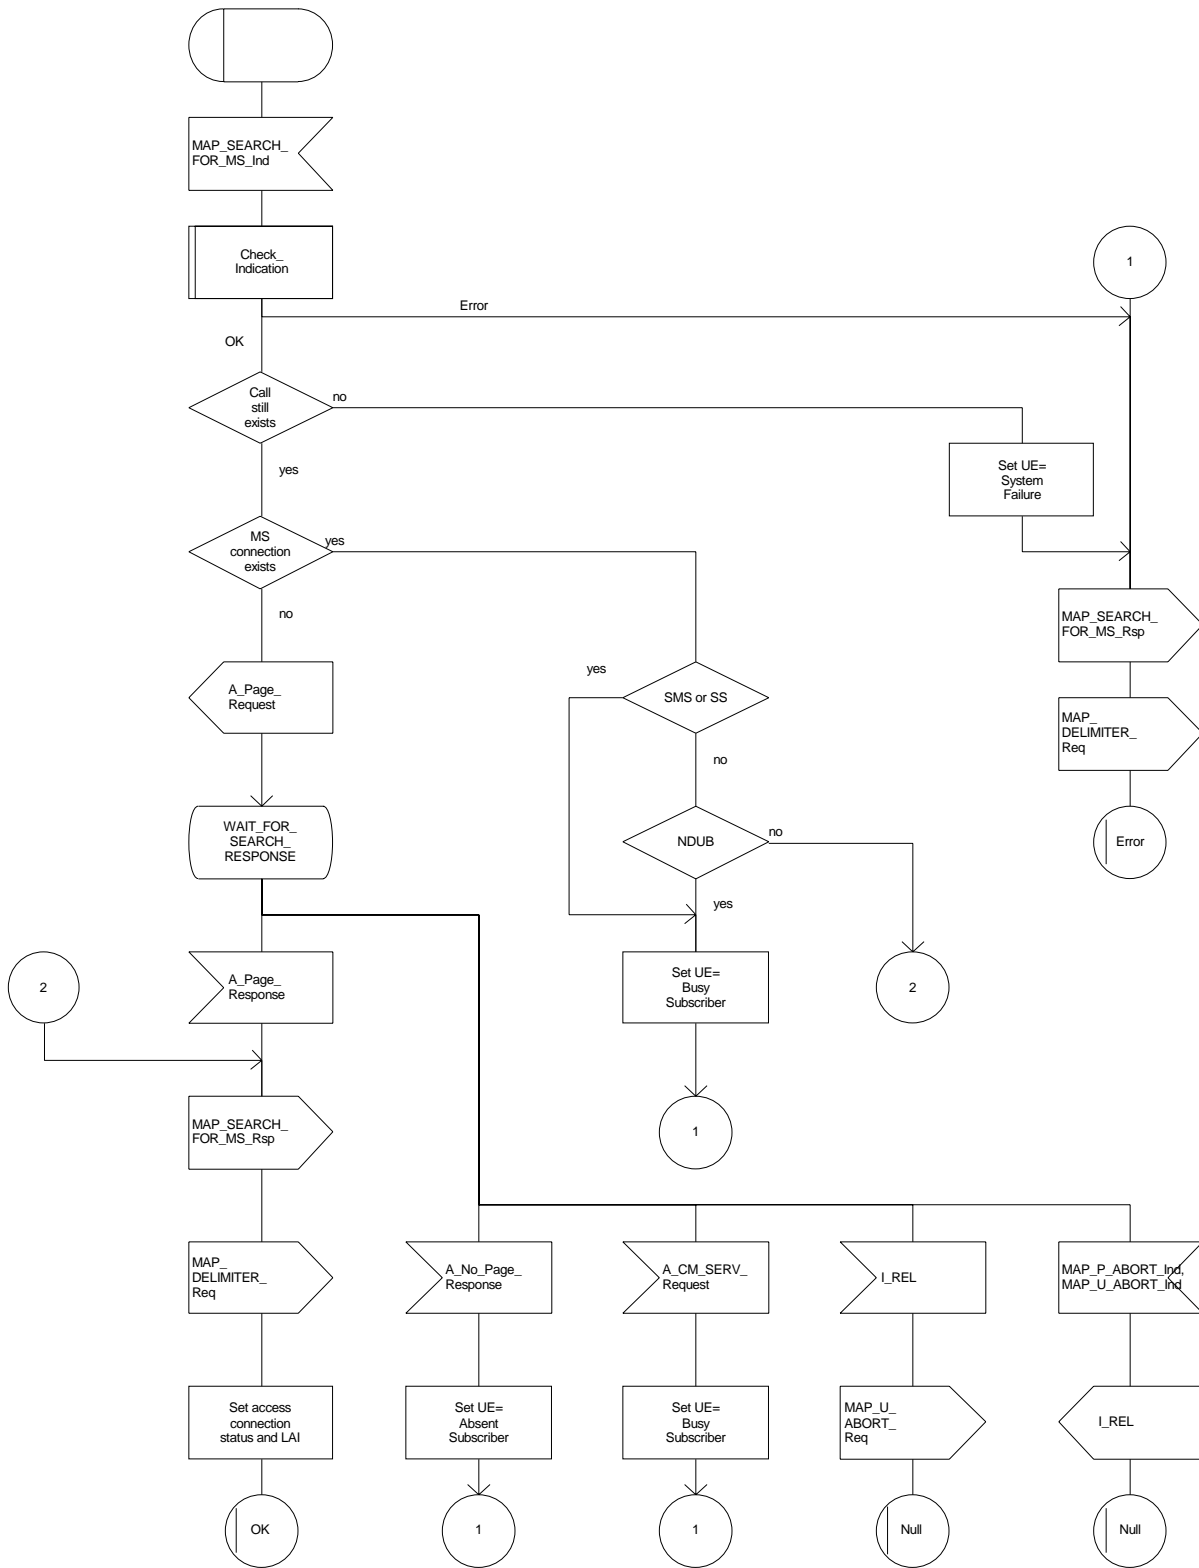 MAP_SEARCH_
FOR_MS_Ind
Check_
Indication
1
Error
OK
Call
still
exists
no
yes
Set UE=
System
Failure
MS
connection
exists
yes
no
MAP_SEARCH_
FOR_MS_Rsp
A_Page_
Request
yes
SMS or SS
no
MAP_
DELIMITER_
Req
WAIT_FOR_
SEARCH_
RESPONSE
NDUB
no
yes
Error
2
A_Page_
Response
Set UE=
Busy
Subscriber
2
MAP_SEARCH_
FOR_MS_Rsp
1
MAP_
DELIMITER_
Req
A_No_Page_
Response
A_CM_SERV_
Request
I_REL
MAP_P_ABORT_Ind,
MAP_U_ABORT_Ind
Set access
connection
status and LAI
Set UE=
Absent
Subscriber
Set UE=
Busy
Subscriber
MAP_U_
ABORT_
Req
I_REL
OK
1
1
Null
Null